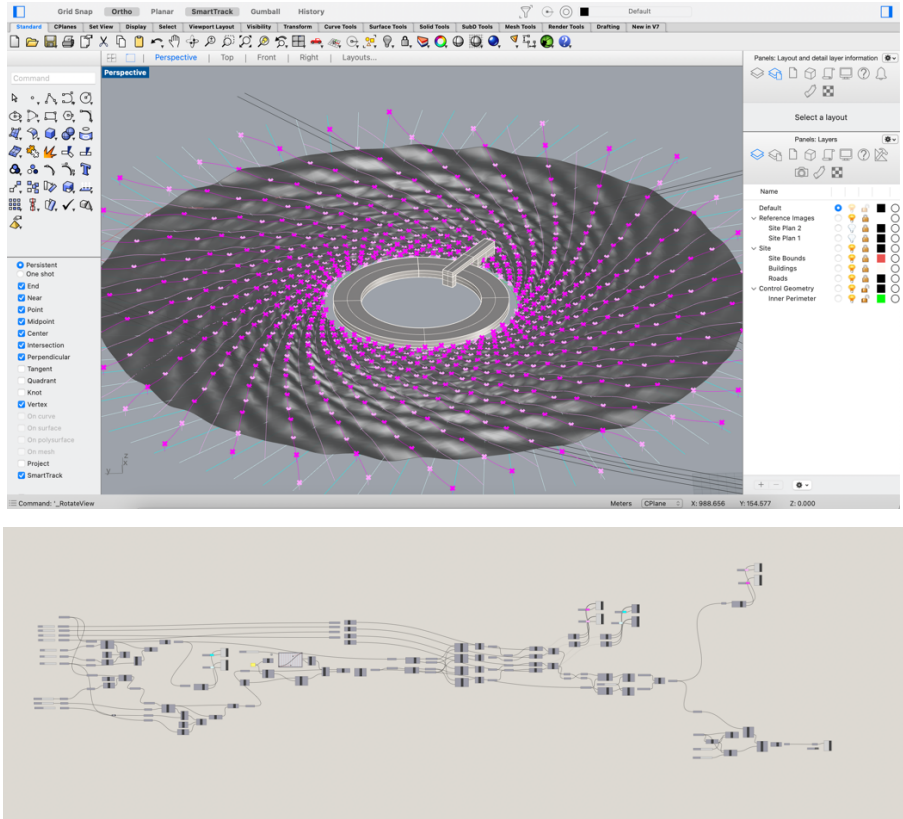 Grid Snap Ortho Planar SmartTrack Gumball History Default
Standard CPlanes Set View Display Select Viewport Layout Visibility Transform Curve Tools Surface Tools Solid Tools SubD Tools Mesh Tools Render Tools Drafting New in V7
Perspective Top Front Right Layouts...
Perspective
Command
Persistent
One shot
End
Near
Point
Midpoint
Center
Intersection
Perpendicular
Tangent
Quadrant
Knot
Vertex
On curve
On surface
On polysurface
On mesh
Project
SmartTrack
Panels: Layout and detail layer information
Select a layout
Panels: Layers
Name
Default
Reference Images
Site Plan 2
Site Plan 1
Site
Site Bounds
Buildings
Roads
Control Geometry
Inner Perimeter
Command: '_RotateView
Meters CPlane X: 988.656 Y: 154.577 Z: 0.000